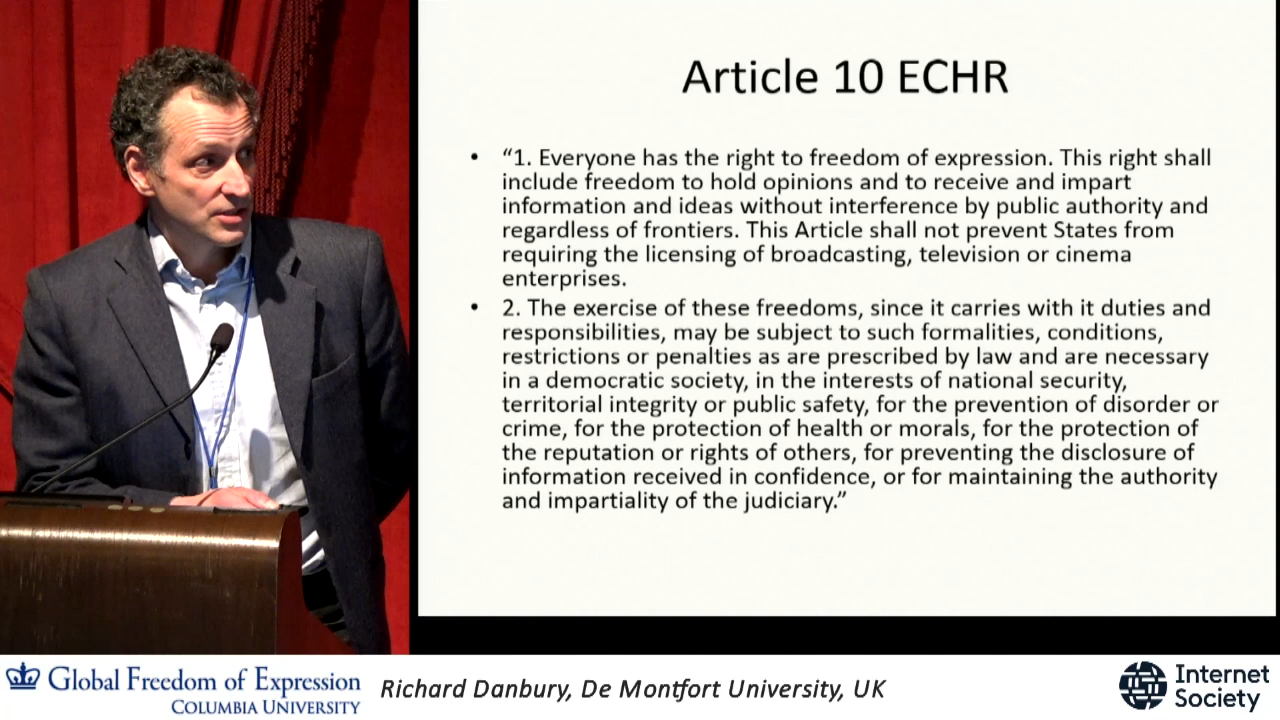 Article 10 ECHR
• “1. Everyone has the right to freedom of expression. This right shall
include freedom to hold opinions and to receive and impart
information and ideas without interference by public authority and
regardless of frontiers. This Article shall not prevent States from
requiring the licensing of broadcasting, television or cinema
enterprises.
• 2. The exercise of these freedoms, since it carries with it duties and
responsibilities, may be subject to such formalities, conditions,
restrictions or penalties as are prescribed by law and are necessary
in a democratic society, in the interests of national security,
territorial integrity or public safety, for the prevention of disorder or
crime, for the protection of health or morals, for the protection of
the reputation or rights of others, for preventing the disclosure of
information received in confidence, or for maintaining the authority
and impartiality of the judiciary.”
Global Freedom of Expression
COLUMBIA UNIVERSITY
Richard Danbury, De Montfort University, UK
Internet
Society